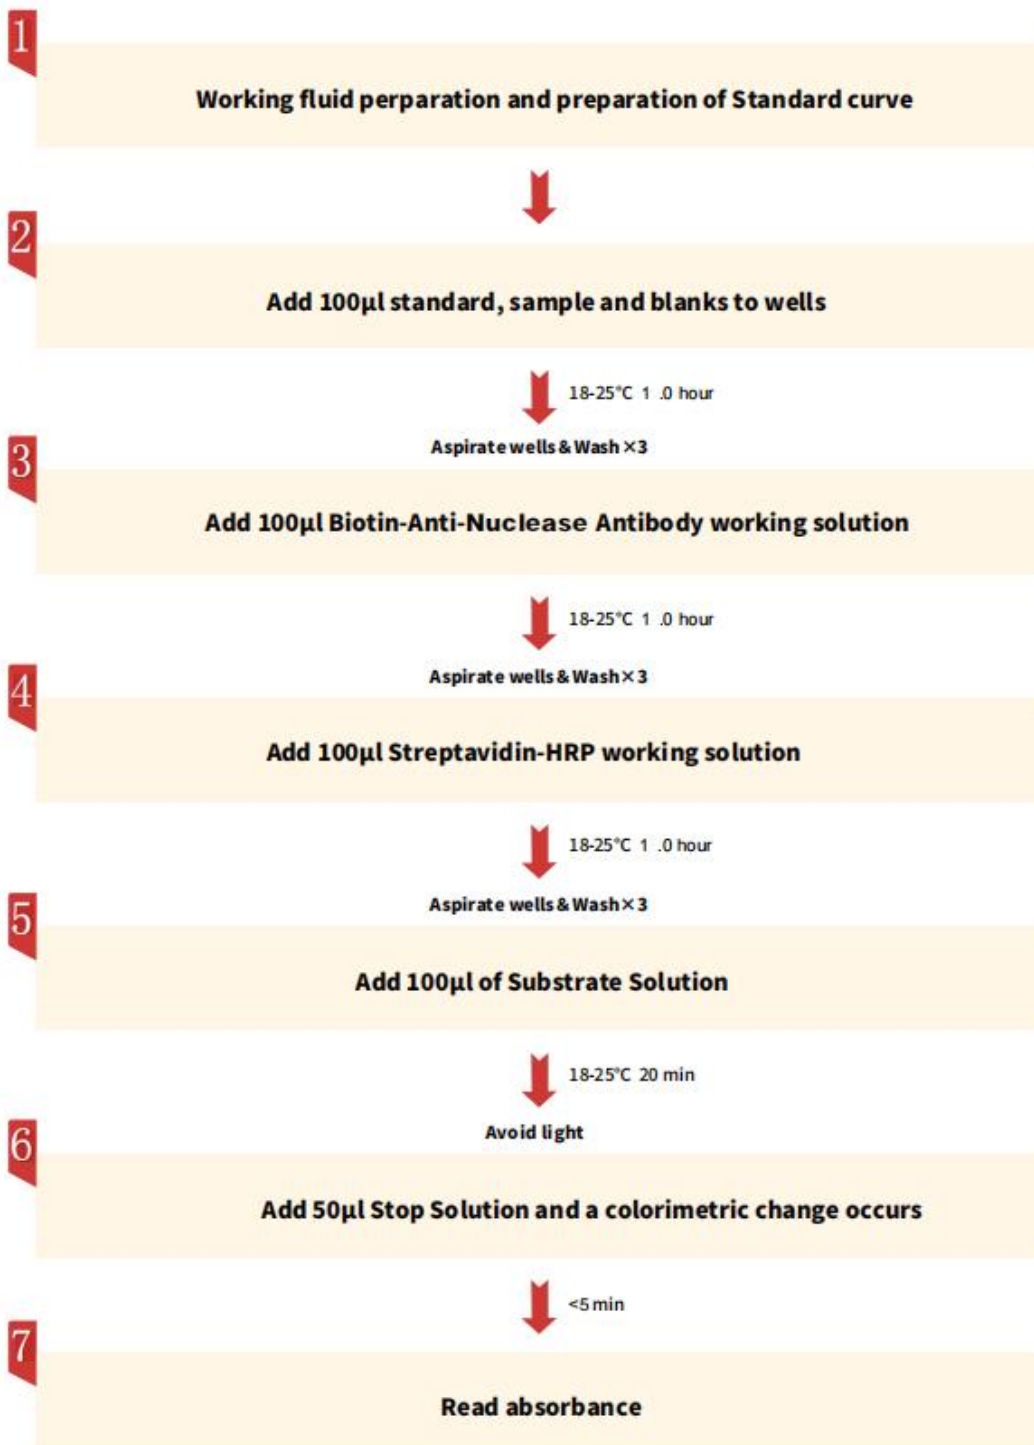 1
Working fluid perparation and preparation of Standard curve
2
Add 100μl standard, sample and blanks to wells
18-25°C 1 .0 hour
Aspirate wells & Wash ×3
3
Add 100μl Biotin-Anti-Nuclease Antibody working solution
18-25°C 1 .0 hour
Aspirate wells & Wash ×3
4
Add 100μl Streptavidin-HRP working solution
18-25°C 1 .0 hour
Aspirate wells & Wash ×3
5
Add 100μl of Substrate Solution
18-25°C 20 min
Avoid light
6
Add 50μl Stop Solution and a colorimetric change occurs
<5 min
7
Read absorbance